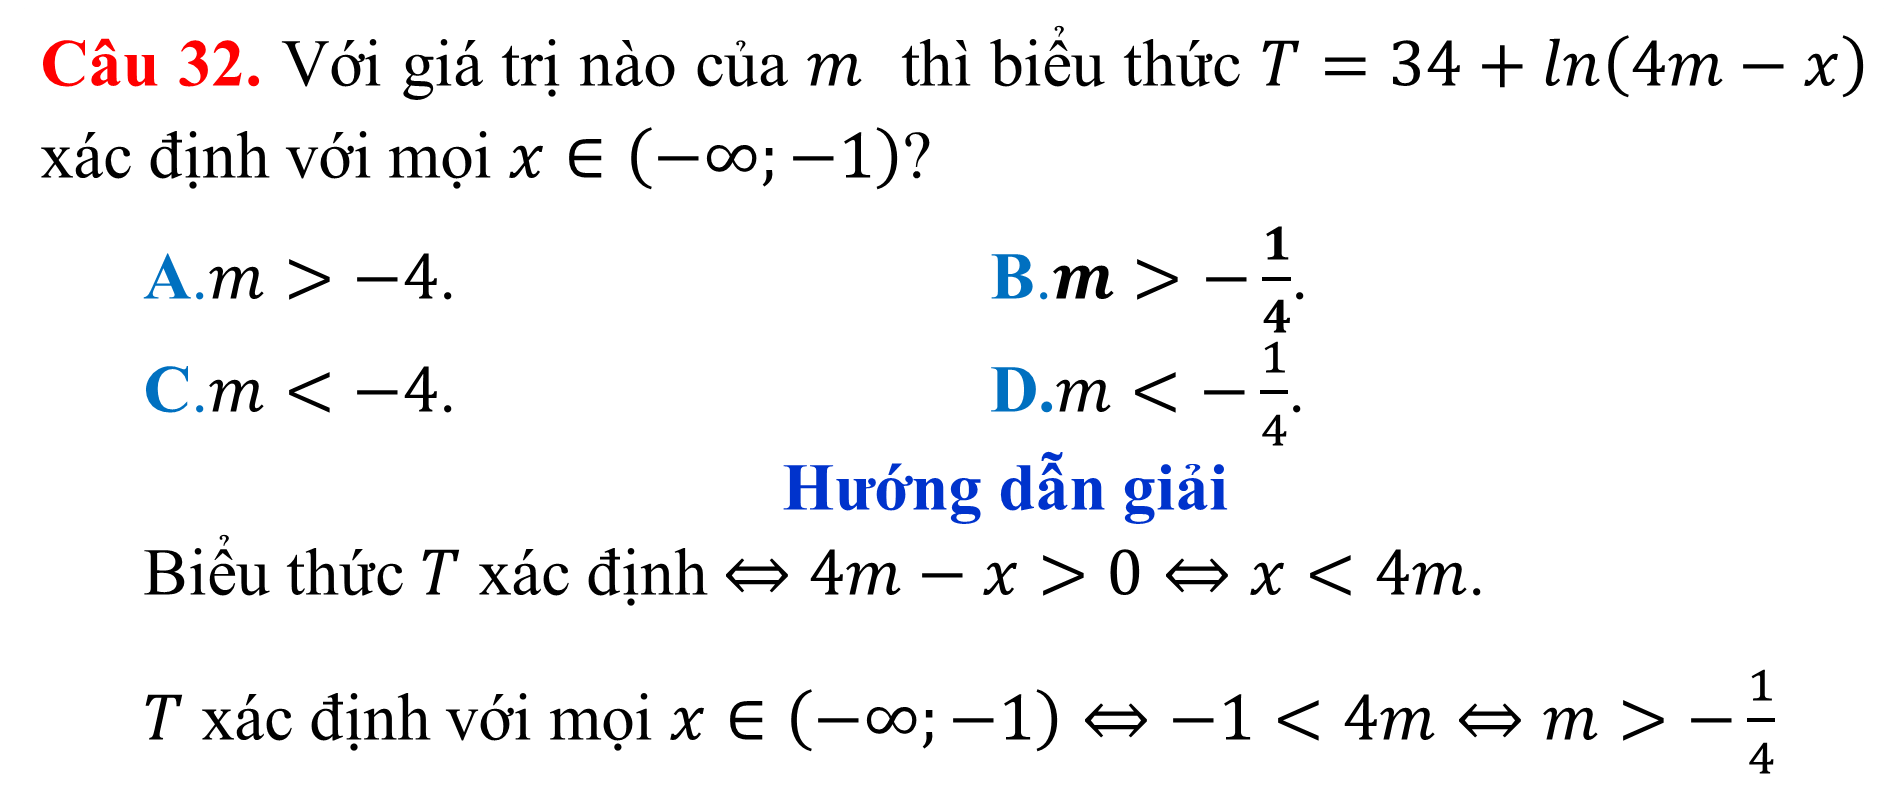 Câu 32. Với giá trị nào của m thì biểu thức T = 34 + ln(4m − x)
xác định với mọi x ∈ (−∞; −1)?
A.m > −4. B.m > −1/4.
C.m < −4. D.m < −1/4.
Hướng dẫn giải
Biểu thức T xác định ⇔ 4m − x > 0 ⇔ x < 4m.
T xác định với mọi x ∈ (−∞; −1) ⇔ −1 < 4m ⇔ m > −1/4